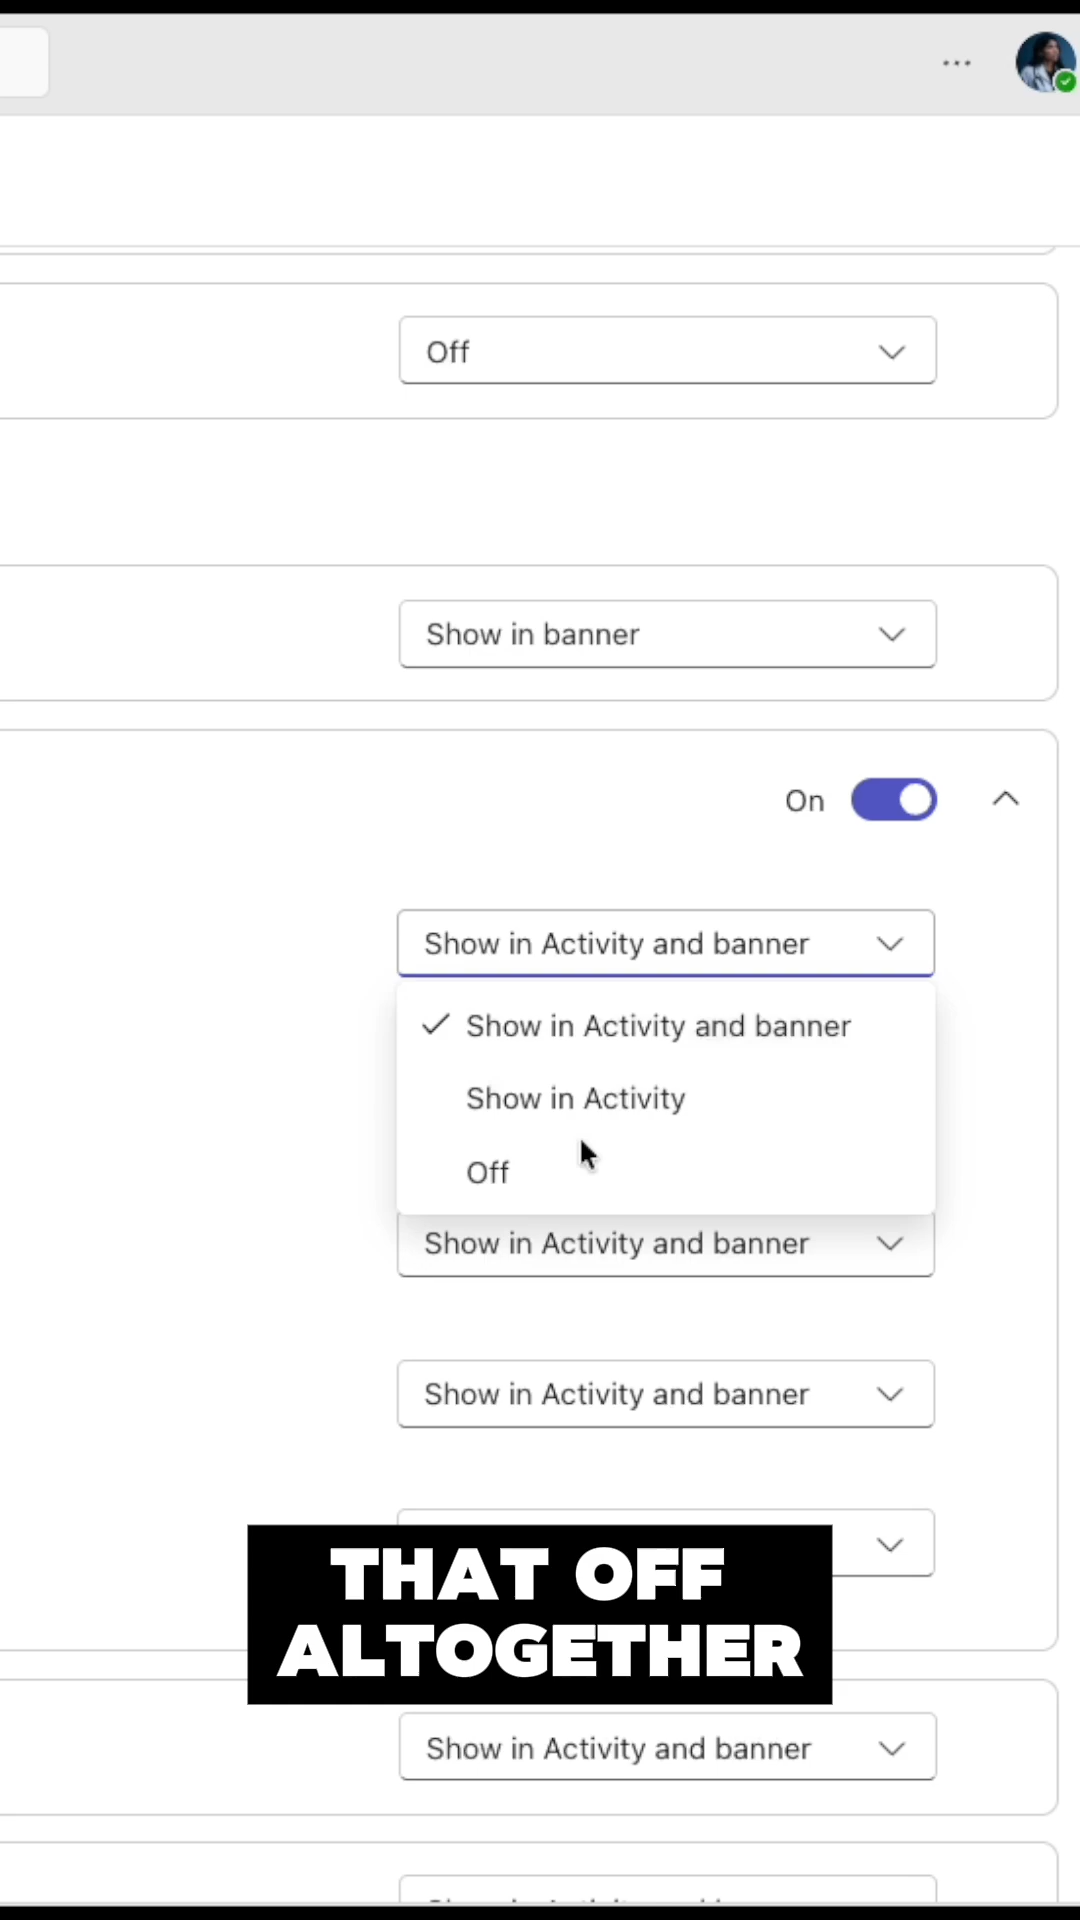 Off
Show in banner
On
Show in Activity and banner
Show in Activity and banner
Show in Activity
Off
Show in Activity and banner
Show in Activity and banner
THAT OFF
ALTOGETHER
Show in Activity and banner